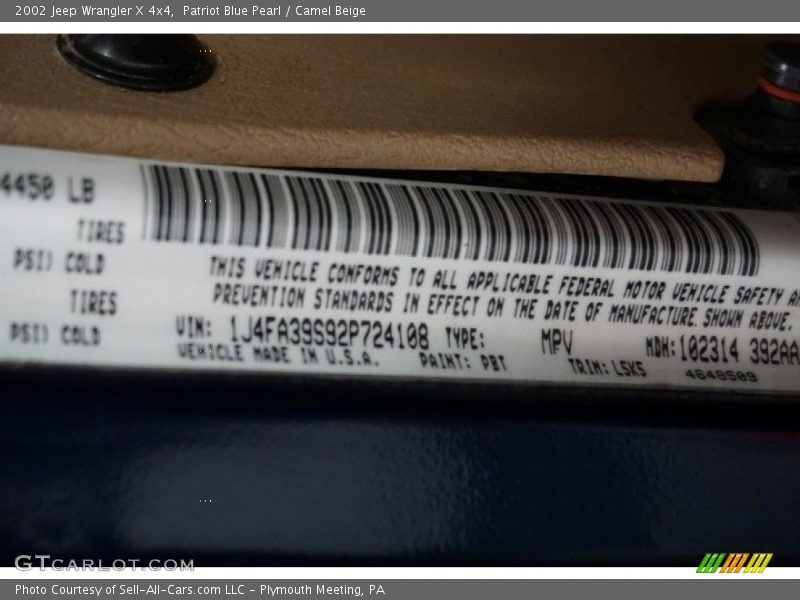 2002 Jeep Wrangler X 4x4, Patriot Blue Pearl / Camel Beige
4450 LB
TIRES
PSI) COLD
THIS VEHICLE CONFORMS TO ALL APPLICABLE FEDERAL MOTOR VEHICLE SAFETY
TIRES
PREVENTION STANDARDS IN EFFECT ON THE DATE OF MANUFACTURE SHOWN ABOVE.
PSI) COLD
VIN: 1J4FA39S92P724108 TYPE: MPV MDH: 102314 392AA
VEHICLE MADE IN U.S.A. PAINT: PBT TRIM: L5K5 4648509
GTCARLOT.COM
Photo Courtesy of Sell-All-Cars.com LLC - Plymouth Meeting, PA